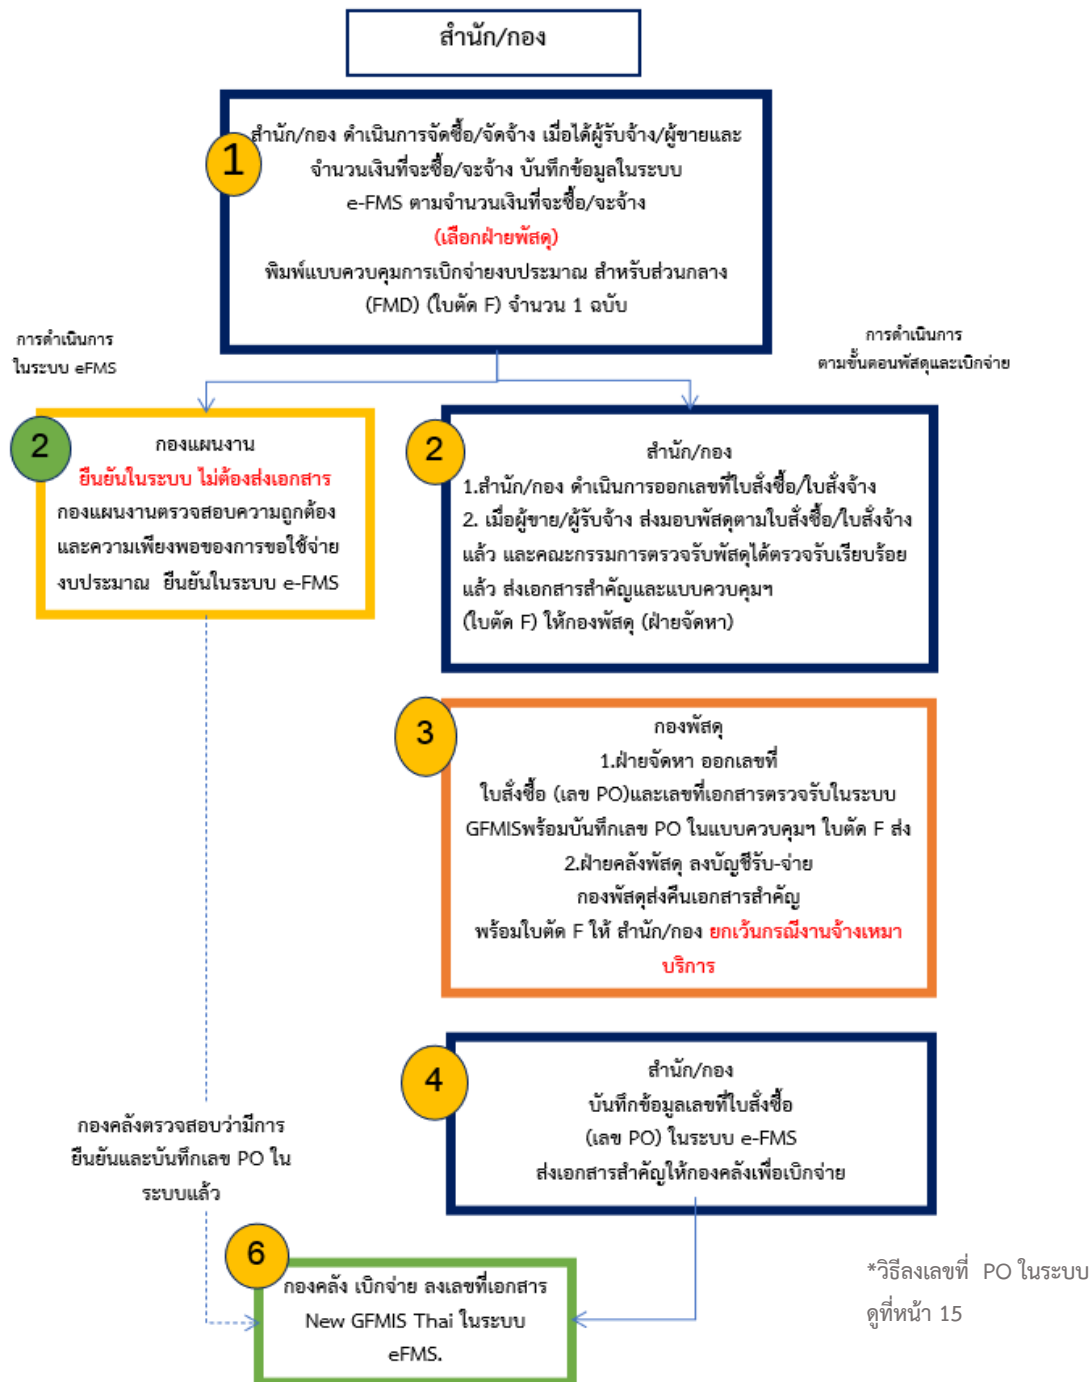 สำนัก/กอง
1
สำนัก/กอง ดำเนินการจัดซื้อ/จัดจ้าง เมื่อได้ผู้รับจ้าง/ผู้ขายและ
จำนวนเงินที่จะซื้อ/จะจ้าง บันทึกข้อมูลในระบบ
e-FMS ตามจำนวนเงินที่จะซื้อ/จะจ้าง
(เลือกฝ่ายพัสดุ)
พิมพ์แบบควบคุมการเบิกจ่ายงบประมาณ สำหรับส่วนกลาง
(FMD) (ใบตัด F) จำนวน 1 ฉบับ
การดำเนินการ
ในระบบ eFMS
การดำเนินการ
ตามขั้นตอนพัสดุและเบิกจ่าย
2
กองแผนงาน
ยืนยันในระบบ ไม่ต้องส่งเอกสาร
กองแผนงานตรวจสอบความถูกต้อง
และความเพียงพอของการขอใช้จ่าย
งบประมาณ ยืนยันในระบบ e-FMS
2
สำนัก/กอง
1.สำนัก/กอง ดำเนินการออกเลขที่ใบสั่งซื้อ/ใบสั่งจ้าง
2. เมื่อผู้ขาย/ผู้รับจ้าง ส่งมอบพัสดุตามใบสั่งซื้อ/ใบสั่งจ้าง
แล้ว และคณะกรรมการตรวจรับพัสดุได้ตรวจรับเรียบร้อย
แล้ว ส่งเอกสารสำคัญและแบบควบคุมฯ
(ใบตัด F) ให้กองพัสดุ (ฝ่ายจัดหา)
3
กองพัสดุ
1.ฝ่ายจัดหา ออกเลขที่
ใบสั่งซื้อ (เลข PO)และเลขที่เอกสารตรวจรับในระบบ
GFMISพร้อมบันทึกเลข PO ในแบบควบคุมฯ ใบตัด F ส่ง
2.ฝ่ายคลังพัสดุ ลงบัญชีรับ-จ่าย
กองพัสดุส่งคืนเอกสารสำคัญ
พร้อมใบตัด F ให้ สำนัก/กอง ยกเว้นกรณีงานจ้างเหมา
บริการ
4
สำนัก/กอง
บันทึกข้อมูลเลขที่ใบสั่งซื้อ
(เลข PO) ในระบบ e-FMS
ส่งเอกสารสำคัญให้กองคลังเพื่อเบิกจ่าย
กองคลังตรวจสอบว่ามีการ
ยืนยันและบันทึกเลข PO ใน
ระบบแล้ว
6
กองคลัง เบิกจ่าย ลงเลขที่เอกสาร
New GFMIS Thai ในระบบ
eFMS.
*วิธีลงเลขที่ PO ในระบบ
ดูที่หน้า 15